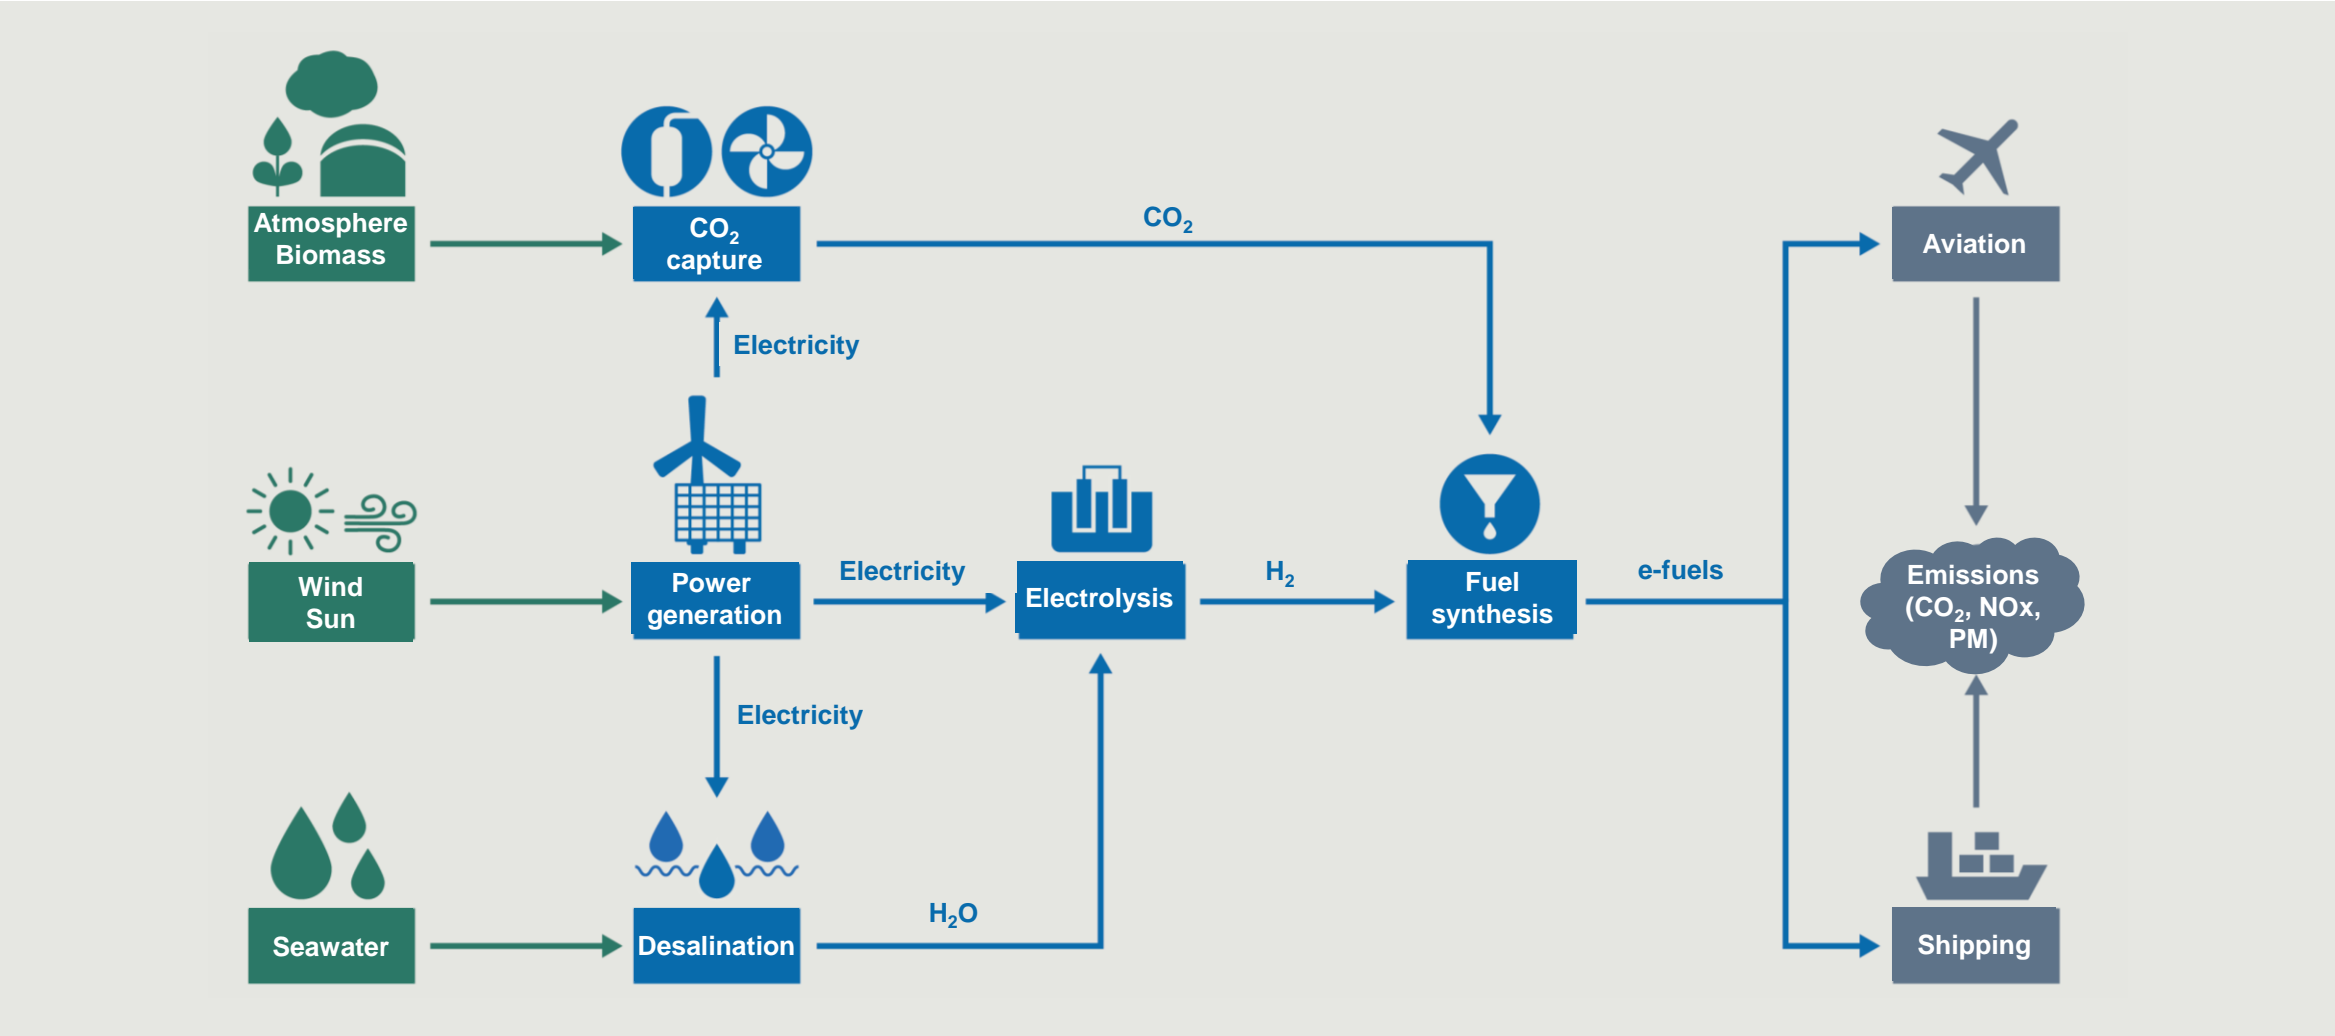 Atmosphere
Biomass
CO₂
capture
CO₂
Aviation
Electricity
Wind
Sun
Power
generation
Electricity
Electrolysis
H₂
Fuel
synthesis
e-fuels
Emissions
(CO₂, NOx,
PM)
Electricity
Seawater
Desalination
H₂O
Shipping